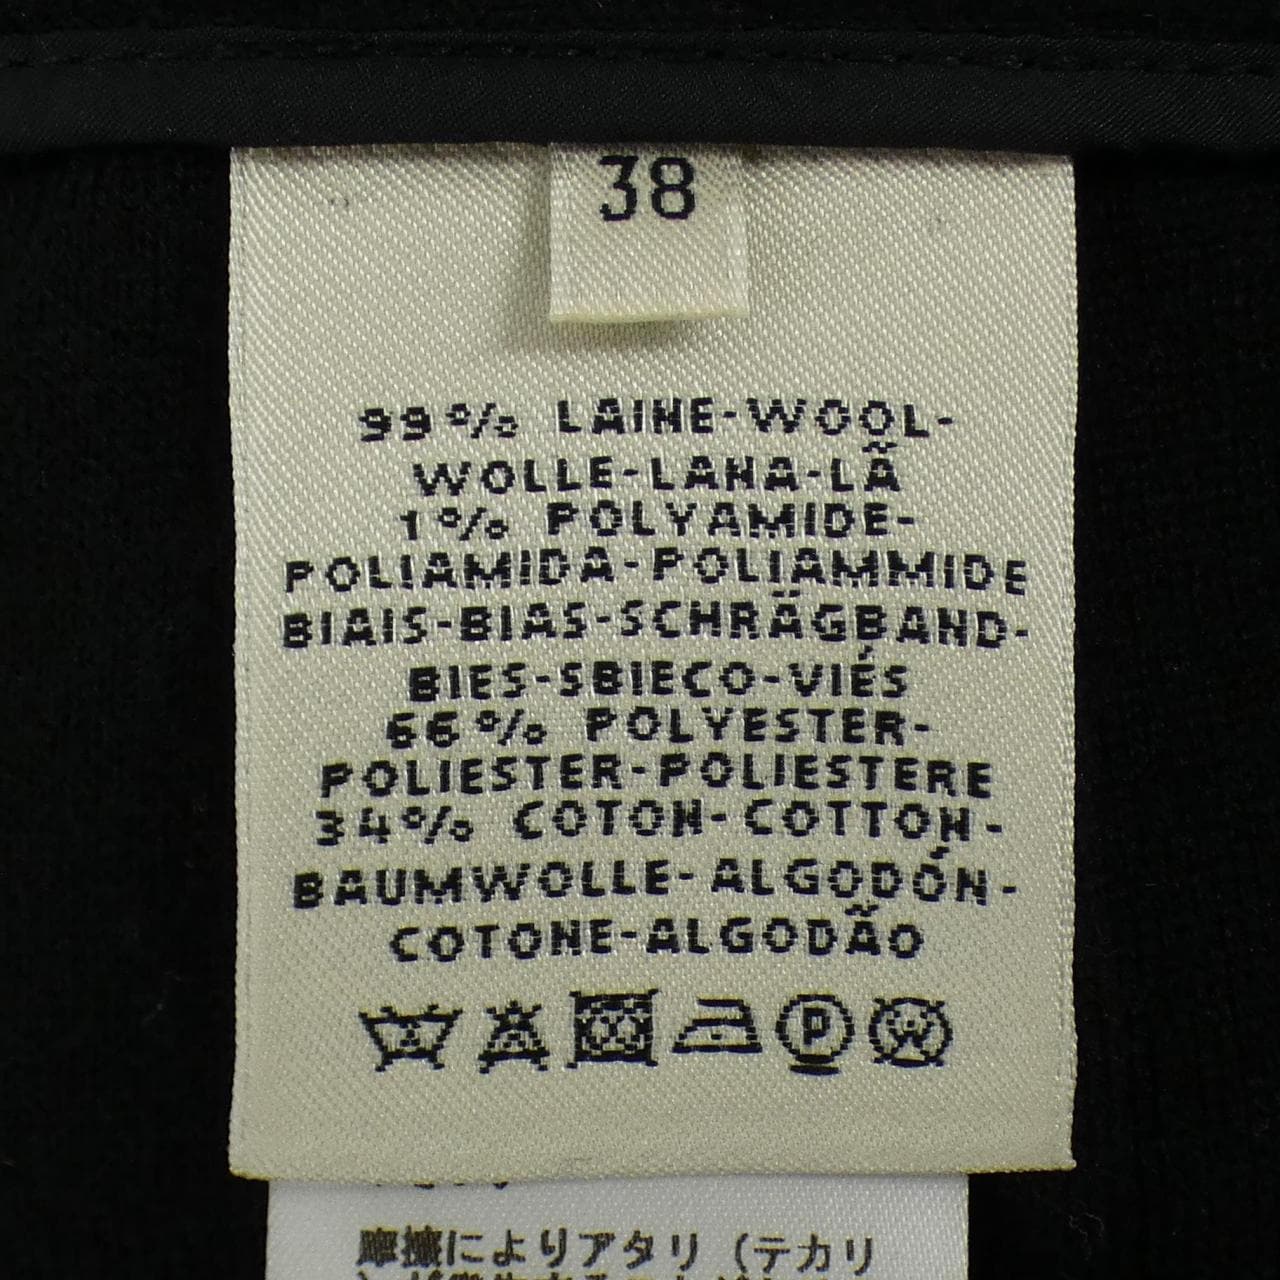 38
99% LAINE-WOOL-
WOLLE-LANA-LÃ
1% POLYAMIDE-
POLIAMIDA-POLIAMMIDE
BIAIS-BIAS-SCHRÄGBAND-
BIES-SBIECO-VIÉS
66% POLYESTER-
POLIESTER-POLIESTERE
34% COTON-COTTON-
BAUMWOLLE-ALGODÓN-
COTONE-ALGODÃO
P W
摩擦によりアタリ（テカリ